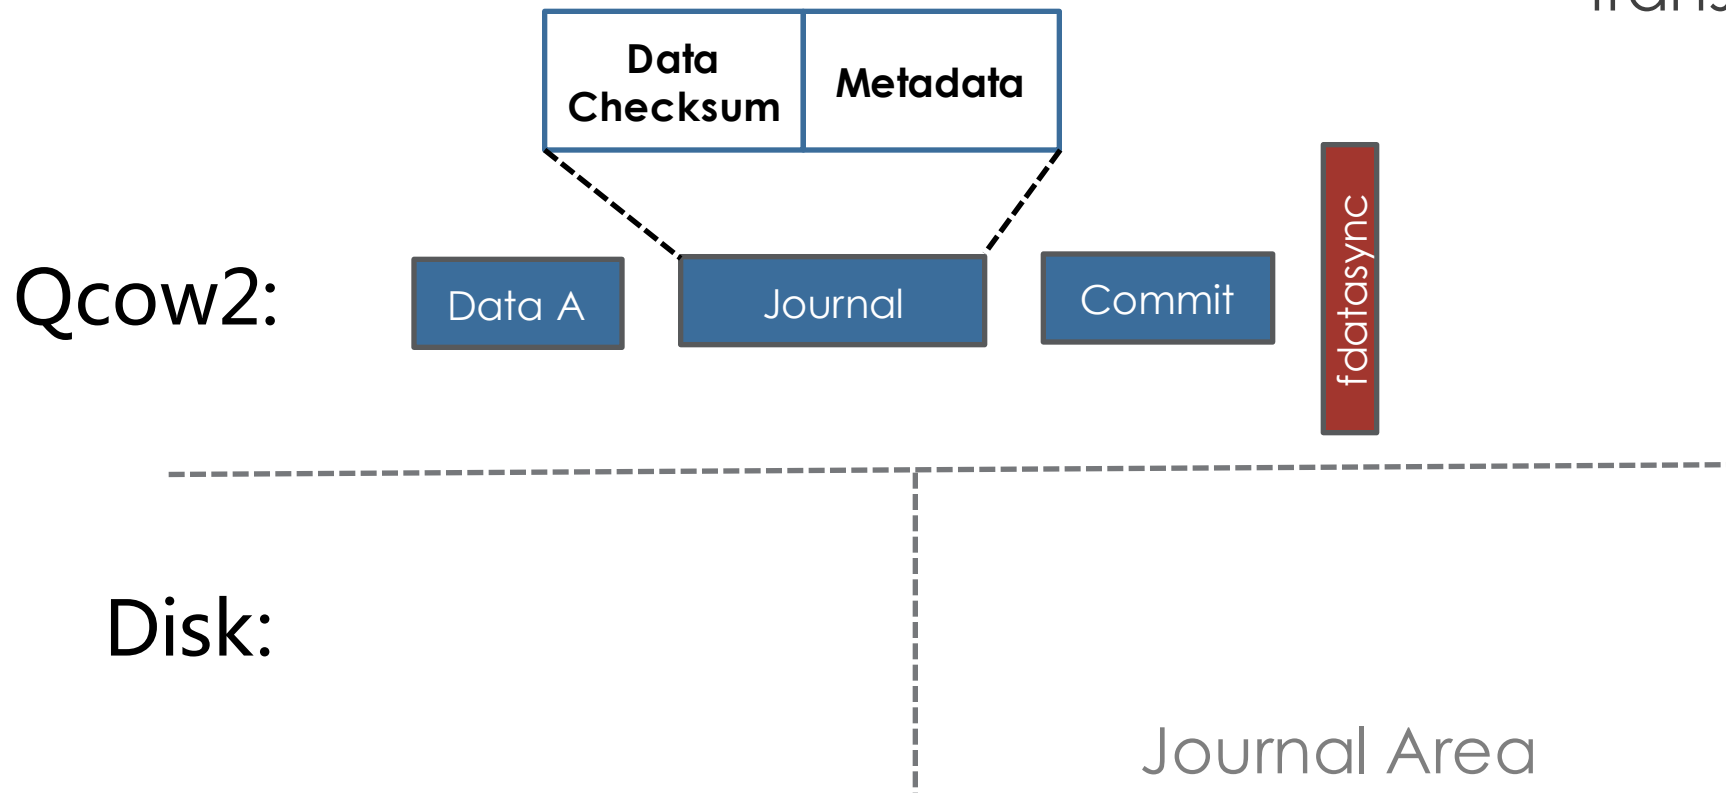 Data
Checksum
Metadata
Qcow2:
Data A
Journal
Commit
fdatasync
Disk:
Journal Area